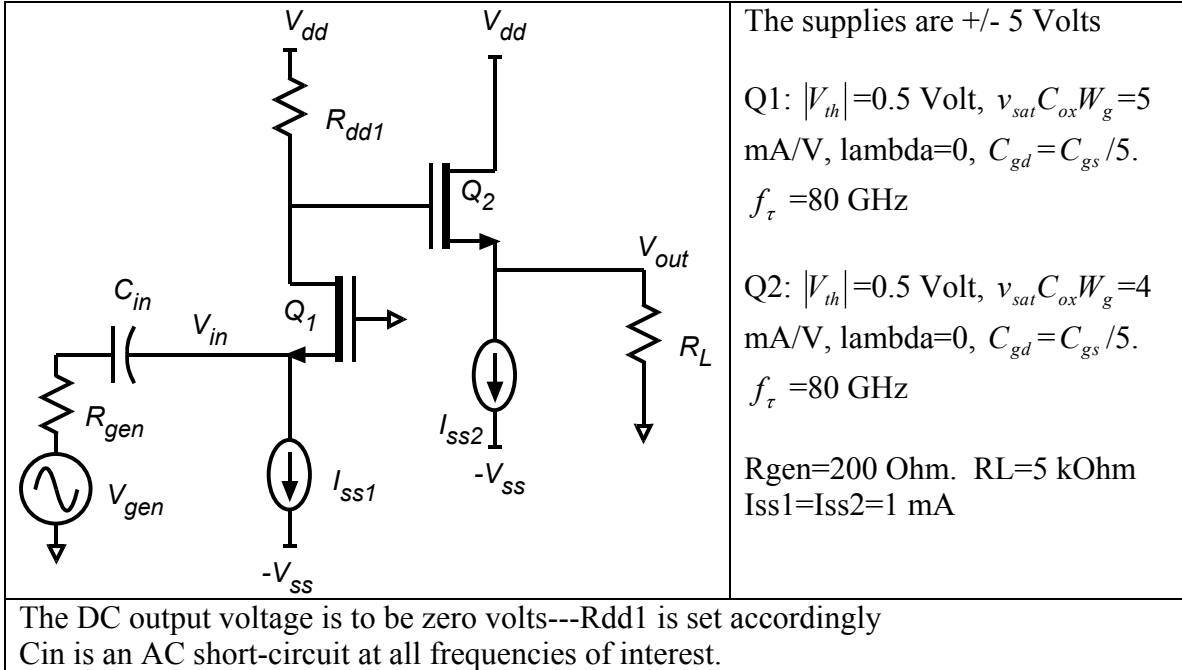 V_dd
V_dd
R_dd1
Q_2
V_out
C_in
Q_1
V_in
R_L
R_gen
I_ss2
-V_ss
V_gen
I_ss1
-V_ss
The supplies are +/- 5 Volts
Q1: |V_th|=0.5 Volt, v_sat C_ox W_g=5
mA/V, lambda=0, C_gd=C_gs/5.
f_τ =80 GHz
Q2: |V_th|=0.5 Volt, v_sat C_ox W_g=4
mA/V, lambda=0, C_gd=C_gs/5.
f_τ =80 GHz
Rgen=200 Ohm. RL=5 kOhm
Iss1=Iss2=1 mA
The DC output voltage is to be zero volts---Rdd1 is set accordingly
Cin is an AC short-circuit at all frequencies of interest.